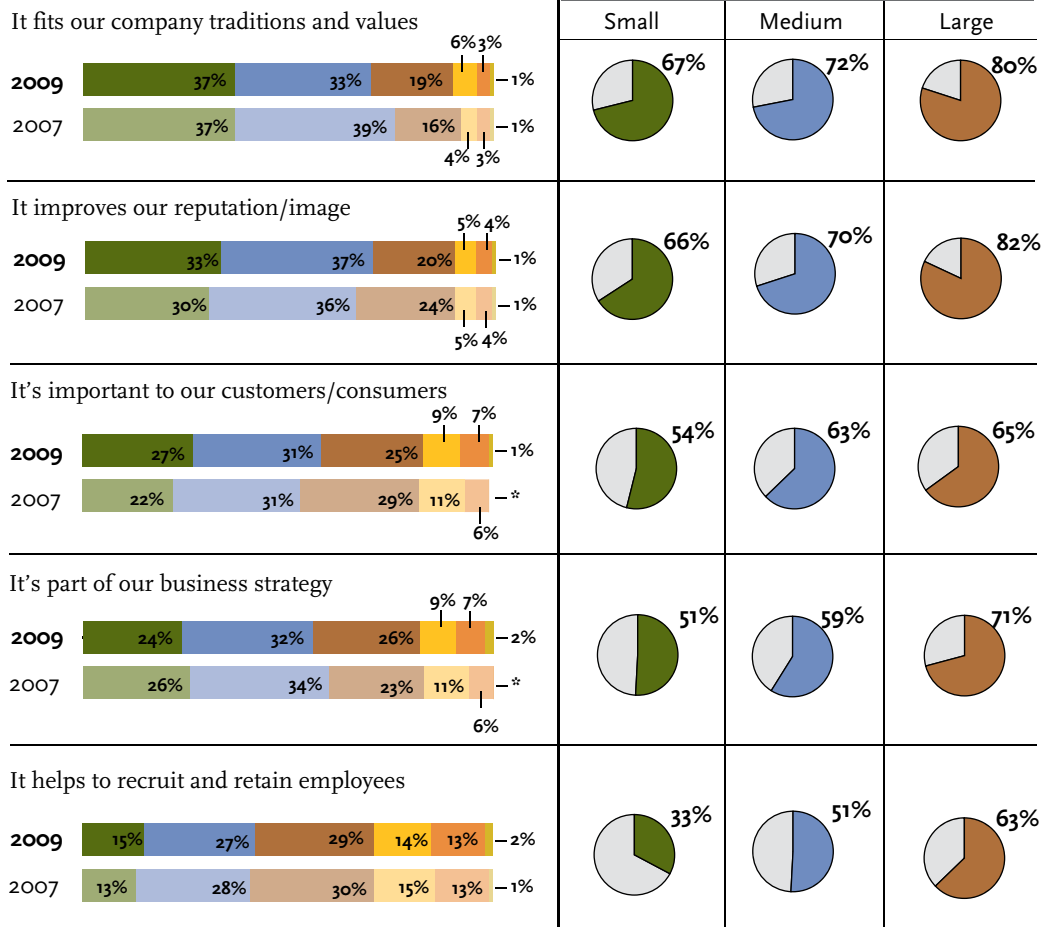 It fits our company traditions and values
Small Medium Large
6% 3%
2009 37% 33% 19% 1%
67% 72% 80%
2007 37% 39% 16% 1%
4% 3%
It improves our reputation/image
5% 4%
2009 33% 37% 20% 1%
66% 70% 82%
2007 30% 36% 24% 1%
5% 4%
It's important to our customers/consumers
9% 7%
2009 27% 31% 25% 1%
54% 63% 65%
2007 22% 31% 29% 11% *
6%
It's part of our business strategy
9% 7%
2009 24% 32% 26% 2%
51% 59% 71%
2007 26% 34% 23% 11% *
6%
It helps to recruit and retain employees
2009 15% 27% 29% 14% 13% 2%
33% 51% 63%
2007 13% 28% 30% 15% 13% 1%